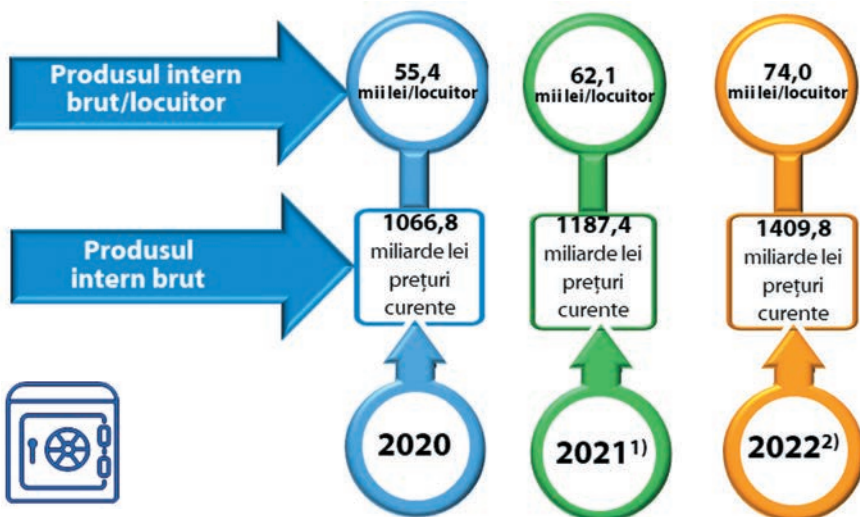 Produsul intern
brut/locuitor
55,4
mii lei/locuitor
62,1
mii lei/locuitor
74,0
mii lei/locuitor
Produsul
intern brut
1066,8
miliarde lei
prețuri
curente
1187,4
miliarde lei
prețuri
curente
1409,8
miliarde lei
prețuri
curente
2020
2021¹⁾
2022²⁾